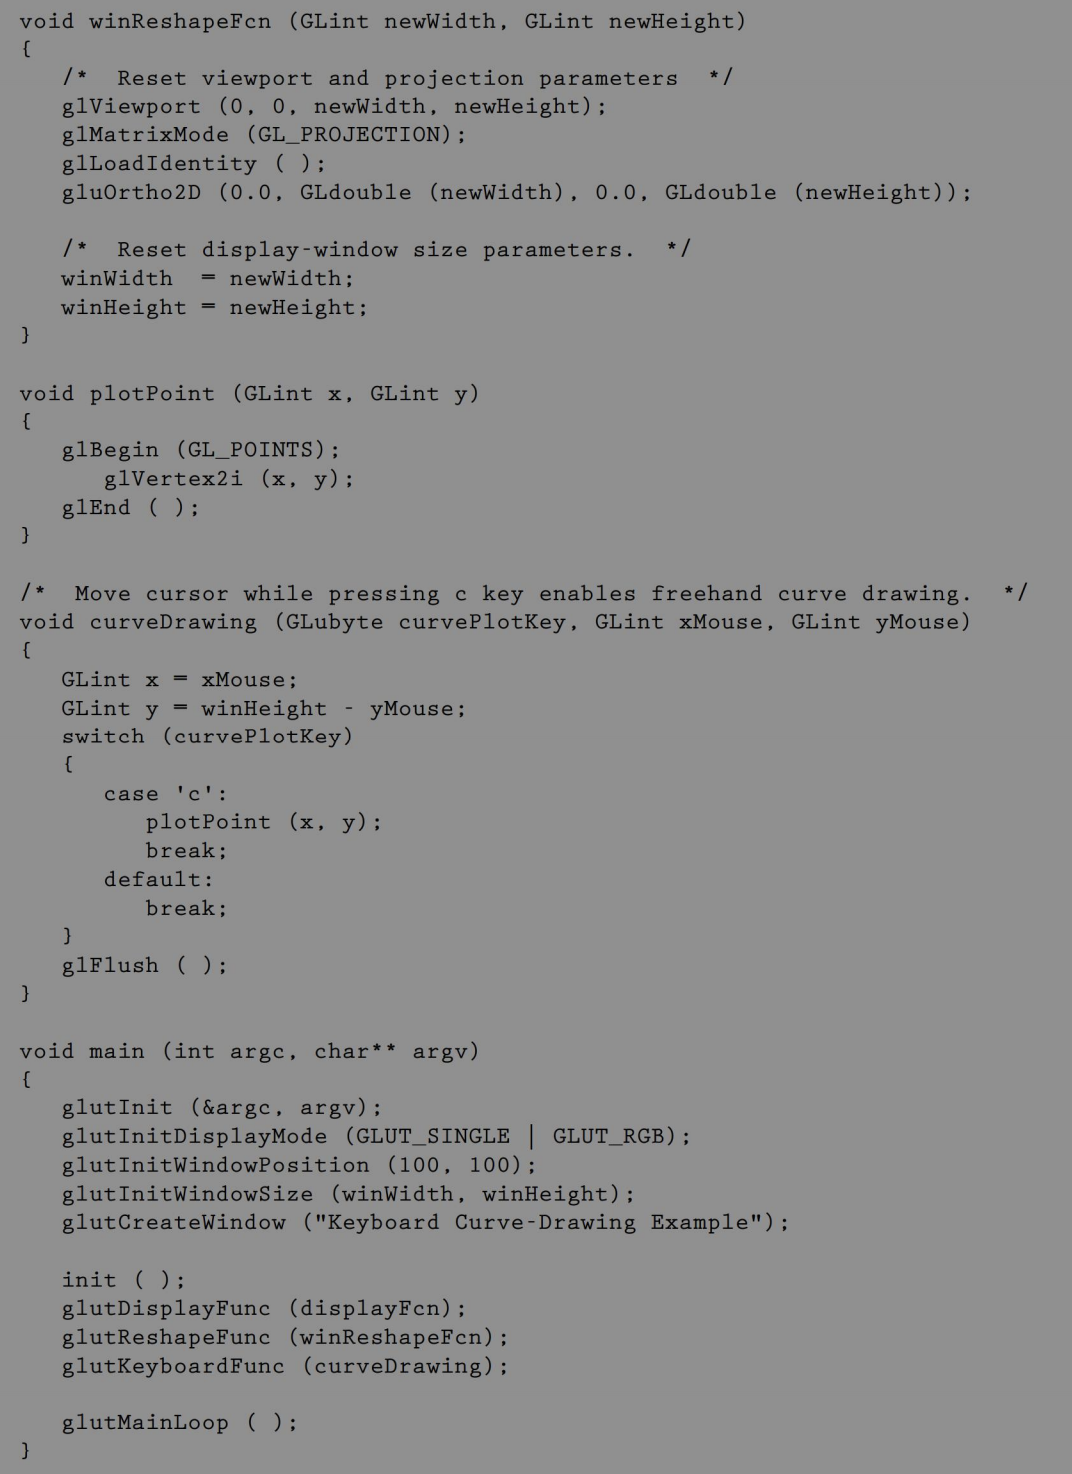 void winReshapeFcn (GLint newWidth, GLint newHeight)
{
   /*  Reset viewport and projection parameters  */
   glViewport (0, 0, newWidth, newHeight);
   glMatrixMode (GL_PROJECTION);
   glLoadIdentity ( );
   gluOrtho2D (0.0, GLdouble (newWidth), 0.0, GLdouble (newHeight));

   /*  Reset display-window size parameters.  */
   winWidth  = newWidth;
   winHeight = newHeight;
}

void plotPoint (GLint x, GLint y)
{
   glBegin (GL_POINTS);
      glVertex2i (x, y);
   glEnd ( );
}

/*  Move cursor while pressing c key enables freehand curve drawing.  */
void curveDrawing (GLubyte curvePlotKey, GLint xMouse, GLint yMouse)
{
   GLint x = xMouse;
   GLint y = winHeight - yMouse;
   switch (curvePlotKey)
   {
      case 'c':
         plotPoint (x, y);
         break;
      default:
         break;
   }
   glFlush ( );
}

void main (int argc, char** argv)
{
   glutInit (&argc, argv);
   glutInitDisplayMode (GLUT_SINGLE | GLUT_RGB);
   glutInitWindowPosition (100, 100);
   glutInitWindowSize (winWidth, winHeight);
   glutCreateWindow ("Keyboard Curve-Drawing Example");

   init ( );
   glutDisplayFunc (displayFcn);
   glutReshapeFunc (winReshapeFcn);
   glutKeyboardFunc (curveDrawing);

   glutMainLoop ( );
}